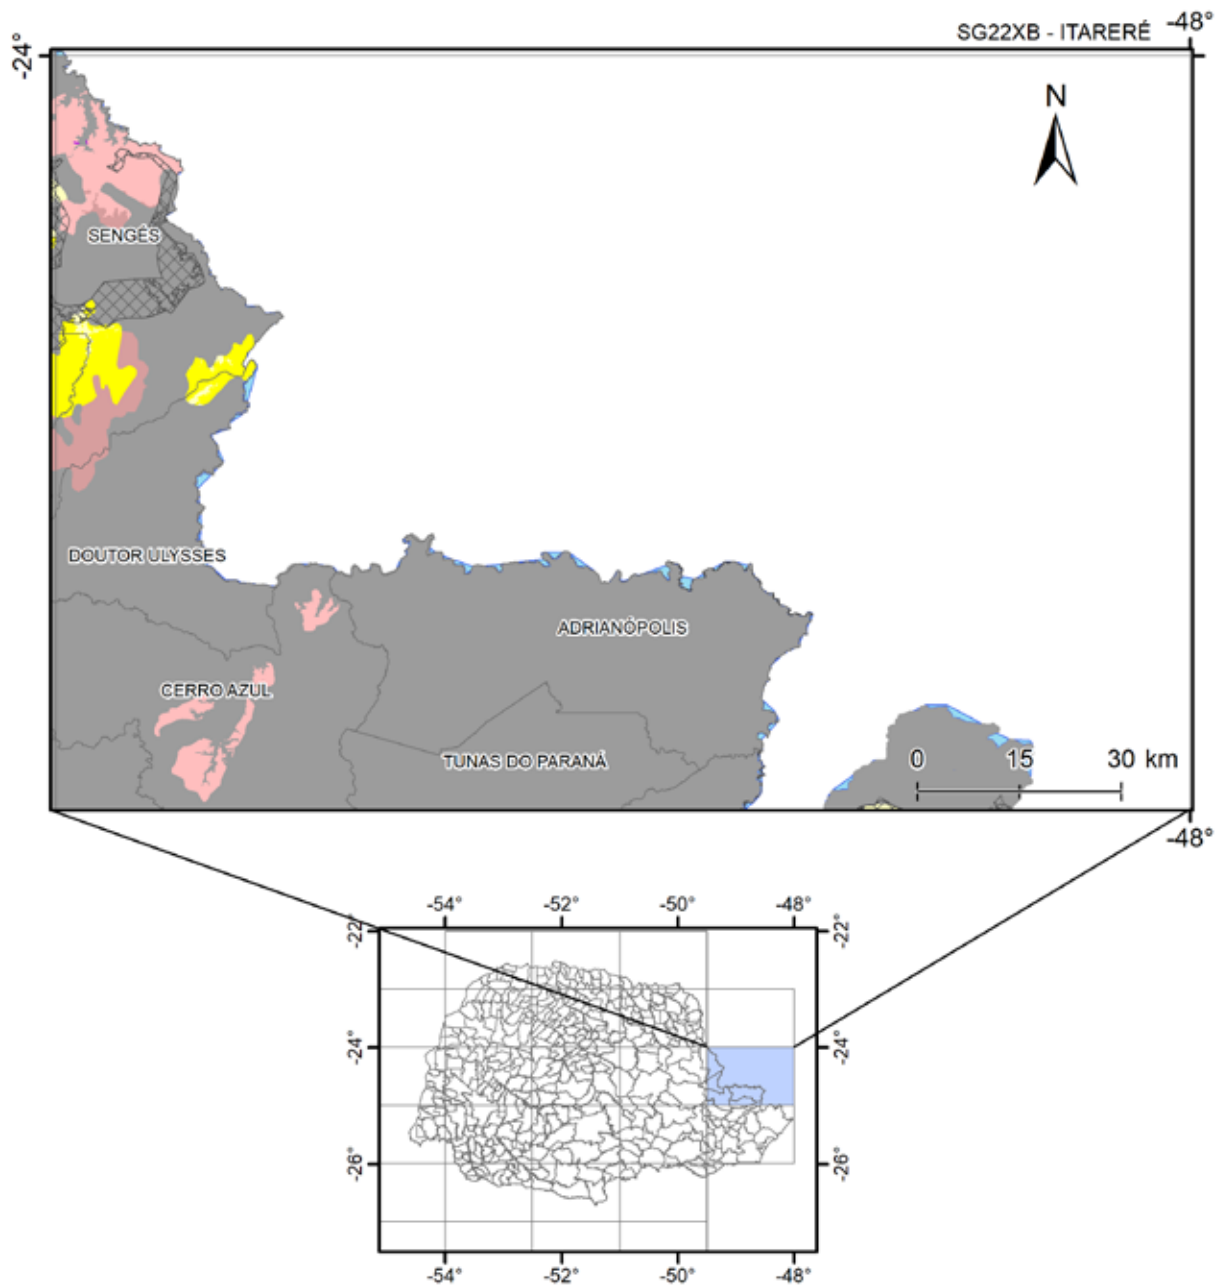 SG22XB - ITARERÉ
-48°
-24°
N
SENGÉS
DOUTOR ULYSSES
ADRIANÓPOLIS
CERRO AZUL
TUNAS DO PARANÁ
0 15 30 km
-48°
-54° -52° -50° -48°
-22° -22°
-24° -24°
-26° -26°
-54° -52° -50° -48°